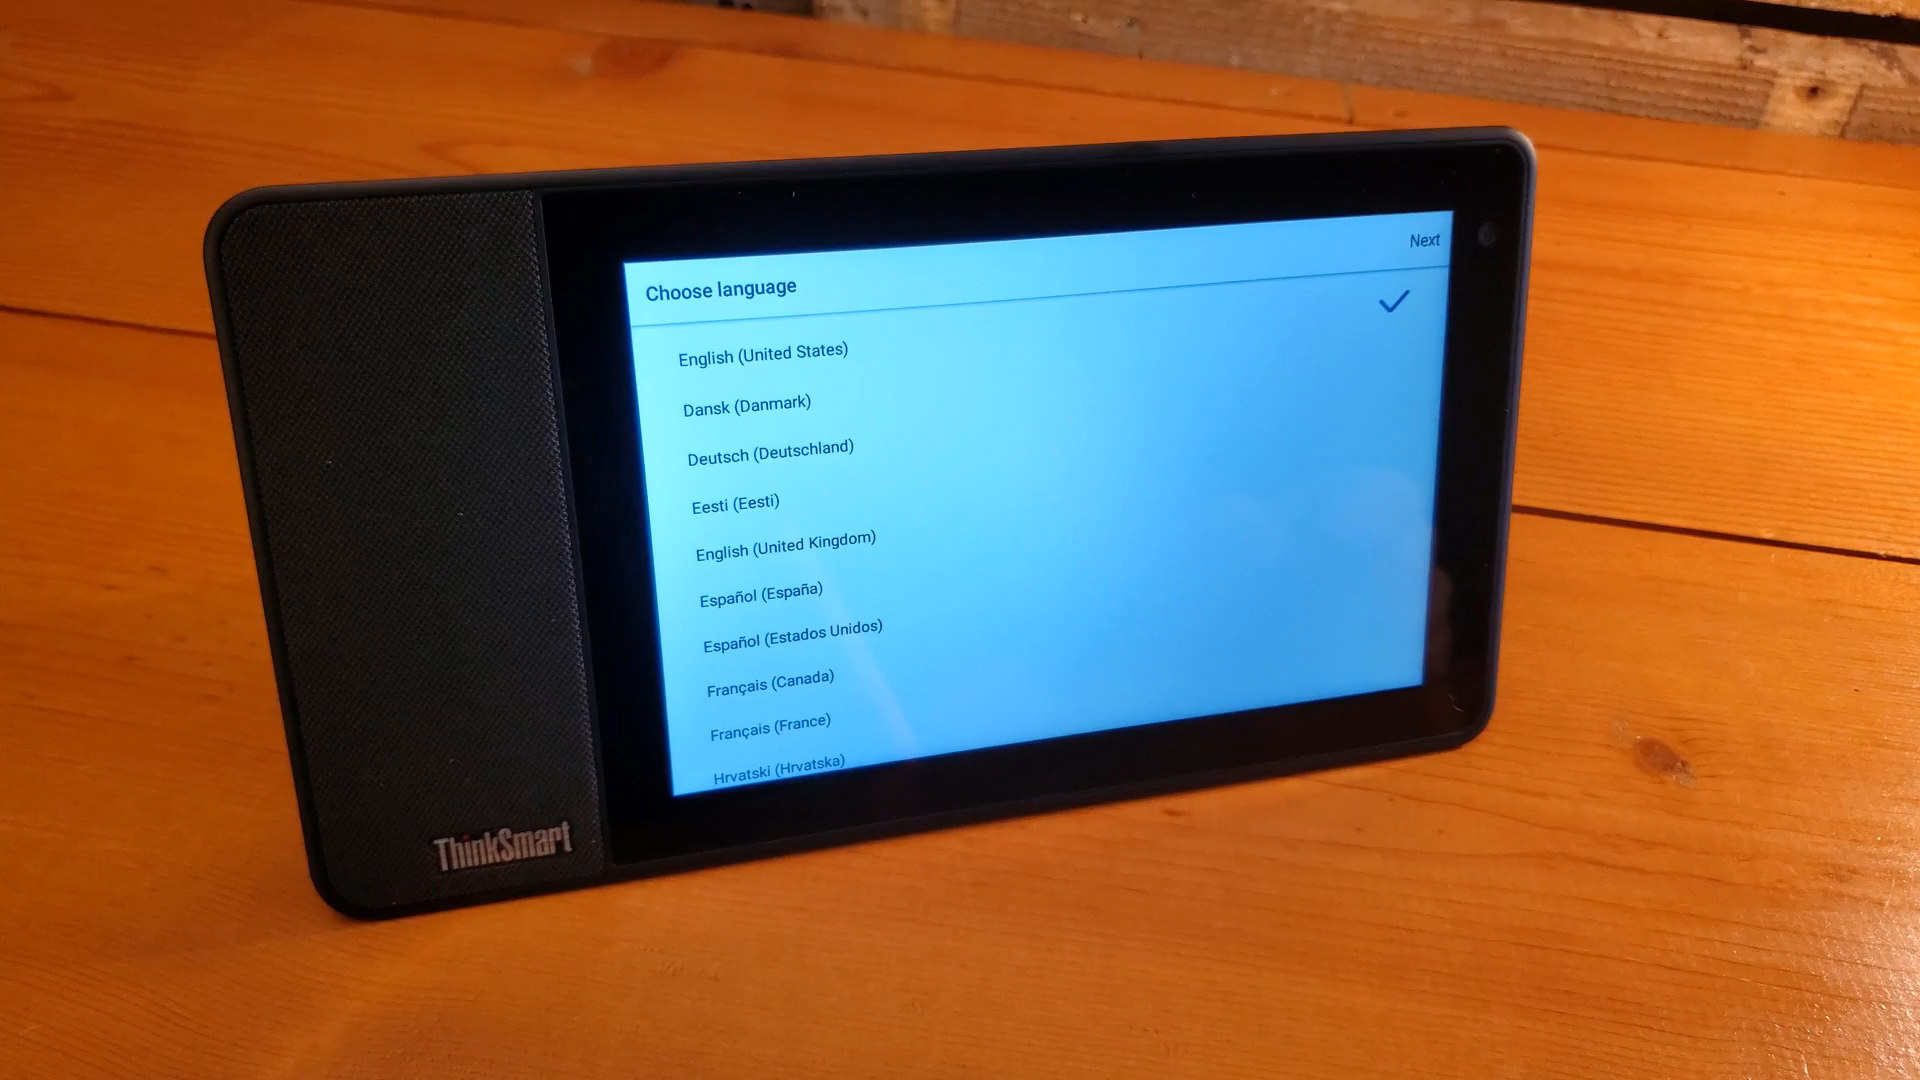 Choose language
Next
English (United States)
Dansk (Danmark)
Deutsch (Deutschland)
Eesti (Eesti)
English (United Kingdom)
Español (España)
Español (Estados Unidos)
Français (Canada)
Français (France)
Hrvatski (Hrvatska)
ThinkSmart